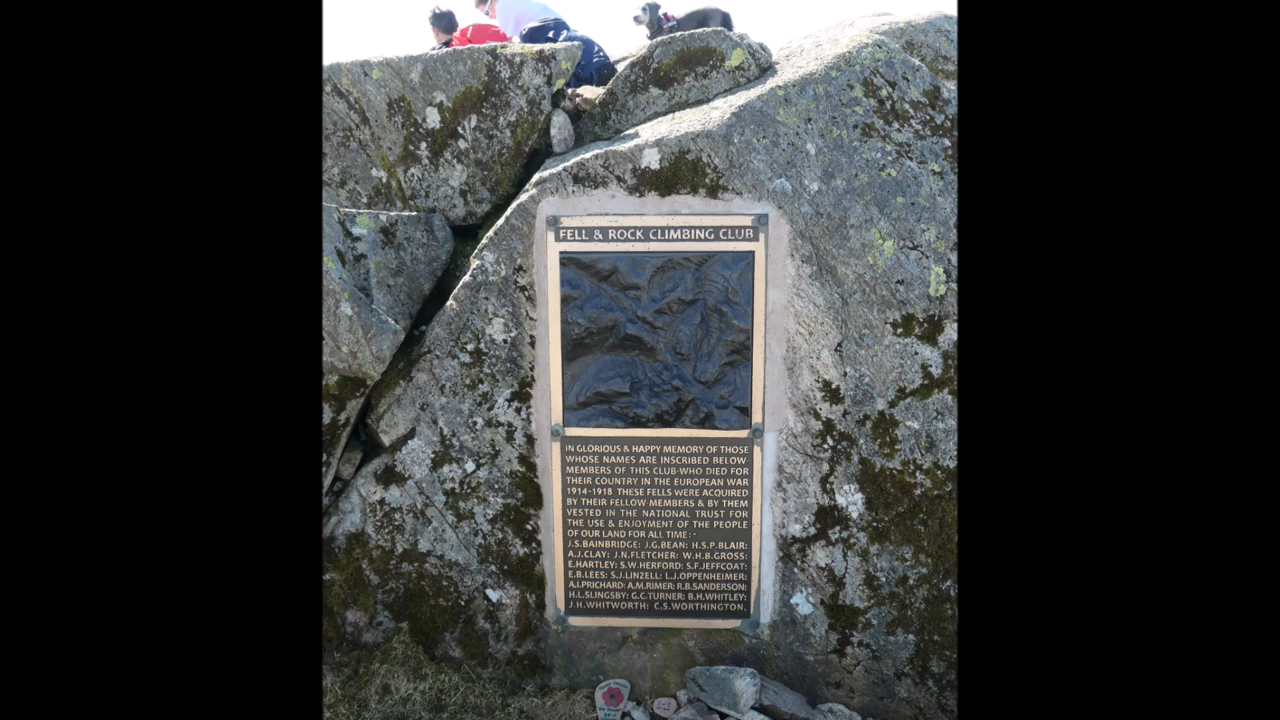 FELL & ROCK CLIMBING CLUB
IN GLORIOUS & HAPPY MEMORY OF THOSE
WHOSE NAMES ARE INSCRIBED BELOW·
MEMBERS OF THIS CLUB·WHO DIED FOR
THEIR COUNTRY IN THE EUROPEAN WAR
1914-1918 THESE FELLS WERE ACQUIRED
BY THEIR FELLOW-MEMBERS & BY THEM
VESTED IN THE NATIONAL TRUST FOR
THE USE & ENJOYMENT OF THE PEOPLE
OF OUR LAND FOR ALL TIME:-
J.S.BAINBRIDGE: J.G.BEAN: H.S.P.BLAIR:
A.J.CLAY: J.N.FLETCHER: W.H.B.GROSS:
E.HARTLEY: S.W.HERFORD: S.F.JEFFCOAT:
E.B.LEES: S.J.LINZELL: L.J.OPPENHEIMER:
A.I.PRICHARD: A.M.RIMER: R.B.SANDERSON:
H.L.SLINGSBY: G.C.TURNER: B.H.WHITLEY:
J.H.WHITWORTH: C.S.WORTHINGTON.